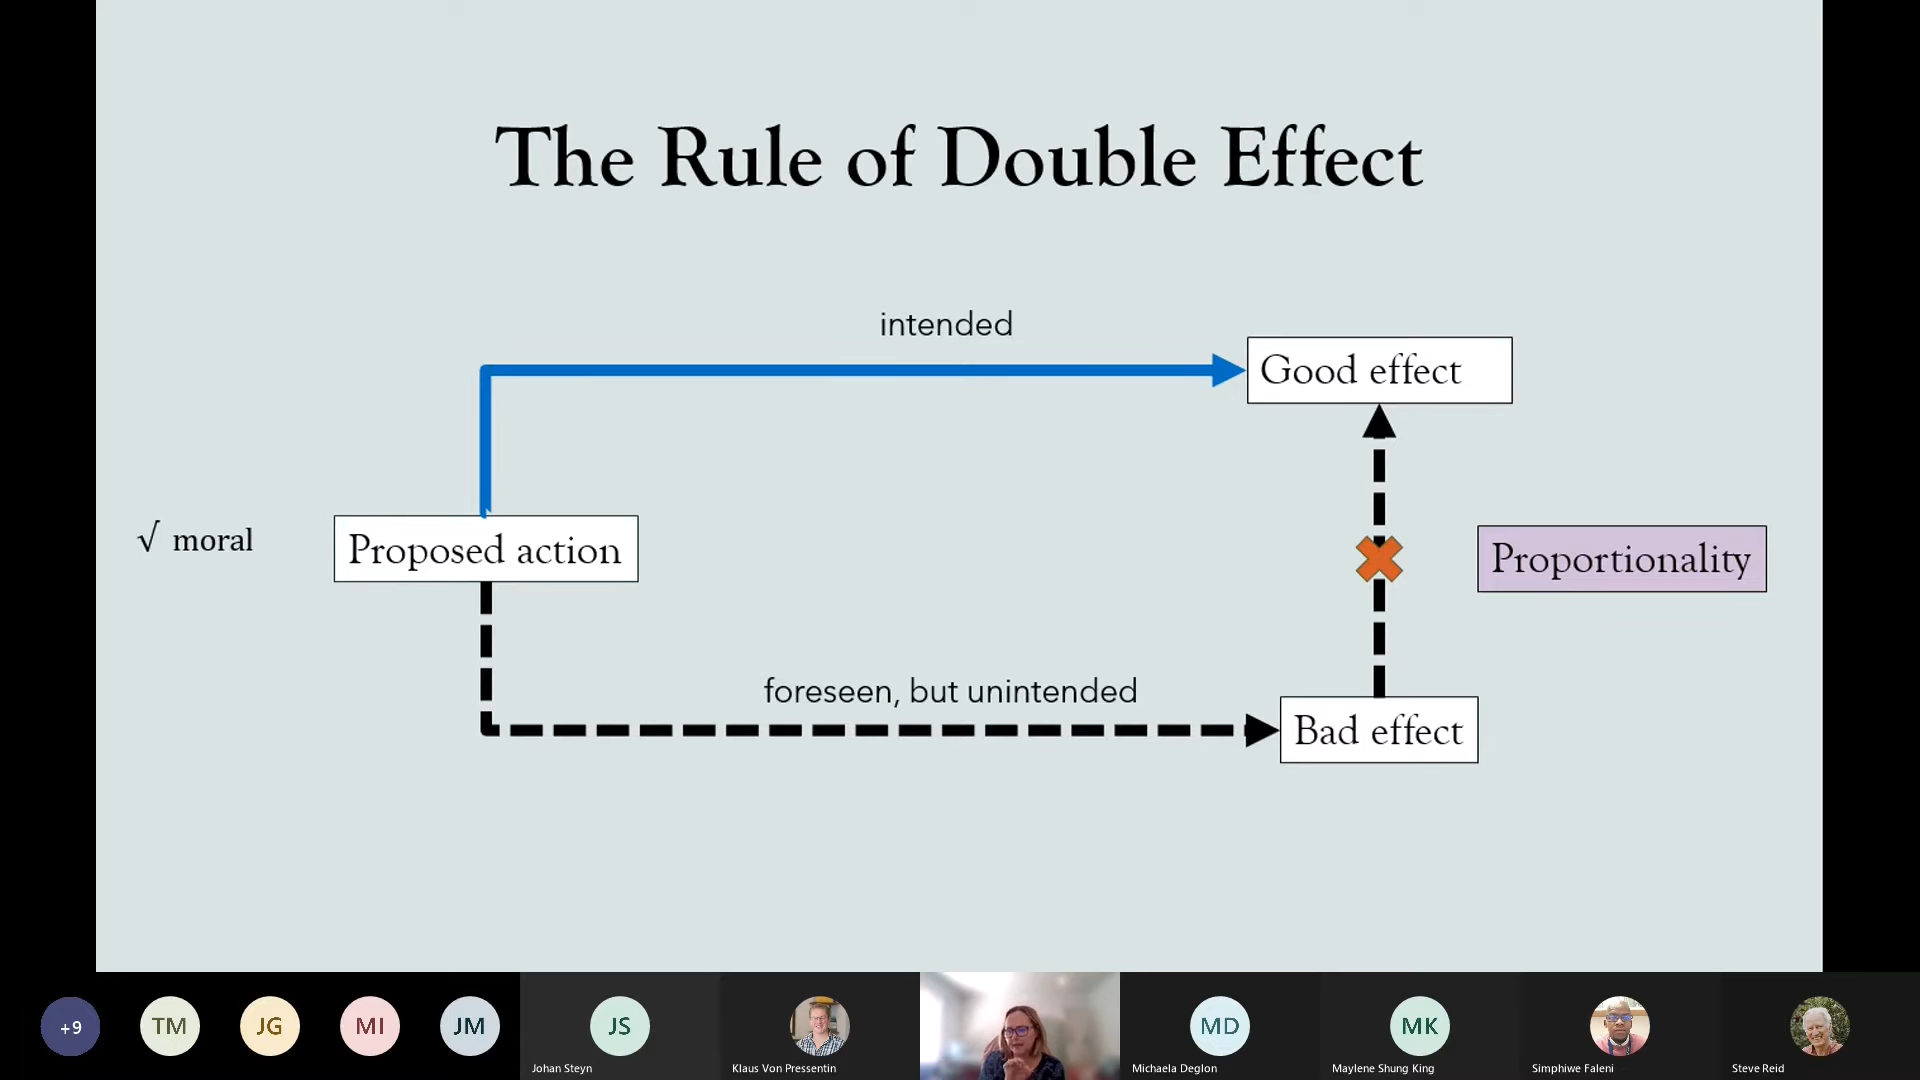 The Rule of Double Effect
intended
Good effect
√ moral
Proposed action
Proportionality
foreseen, but unintended
Bad effect
+9
TM
JG
MI
JM
JS
MD
MK
Johan Steyn
Klaus Von Pressentin
Michaela Deglon
Maylene Shung King
Simphiwe Faleni
Steve Reid